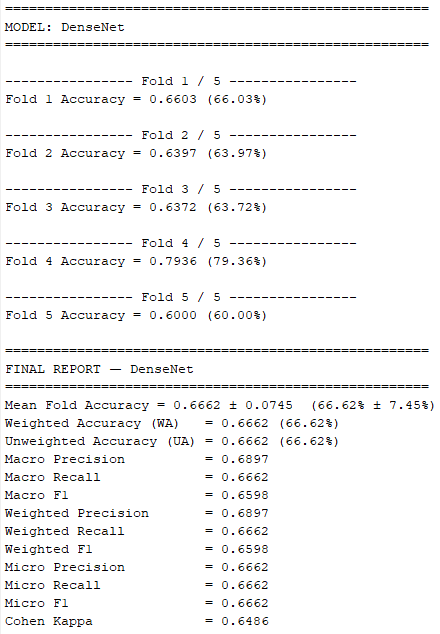 =====================================================
MODEL: DenseNet
=====================================================
---------------- Fold 1 / 5 ----------------
Fold 1 Accuracy = 0.6603 (66.03%)
---------------- Fold 2 / 5 ----------------
Fold 2 Accuracy = 0.6397 (63.97%)
---------------- Fold 3 / 5 ----------------
Fold 3 Accuracy = 0.6372 (63.72%)
---------------- Fold 4 / 5 ----------------
Fold 4 Accuracy = 0.7936 (79.36%)
---------------- Fold 5 / 5 ----------------
Fold 5 Accuracy = 0.6000 (60.00%)
=====================================================
FINAL REPORT — DenseNet
=====================================================
Mean Fold Accuracy = 0.6662 ± 0.0745  (66.62% ± 7.45%)
Weighted Accuracy (WA)   = 0.6662 (66.62%)
Unweighted Accuracy (UA) = 0.6662 (66.62%)
Macro Precision          = 0.6897
Macro Recall             = 0.6662
Macro F1                 = 0.6598
Weighted Precision       = 0.6897
Weighted Recall          = 0.6662
Weighted F1              = 0.6598
Micro Precision          = 0.6662
Micro Recall             = 0.6662
Micro F1                 = 0.6662
Cohen Kappa              = 0.6486